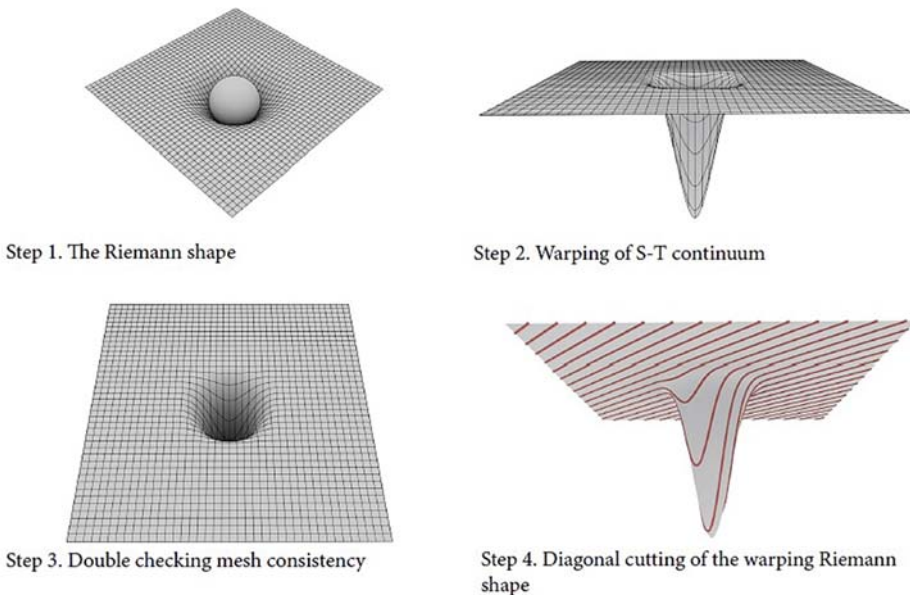 Step 1. The Riemann shape
Step 2. Warping of S-T continuum
Step 3. Double checking mesh consistency
Step 4. Diagonal cutting of the warping Riemann
shape